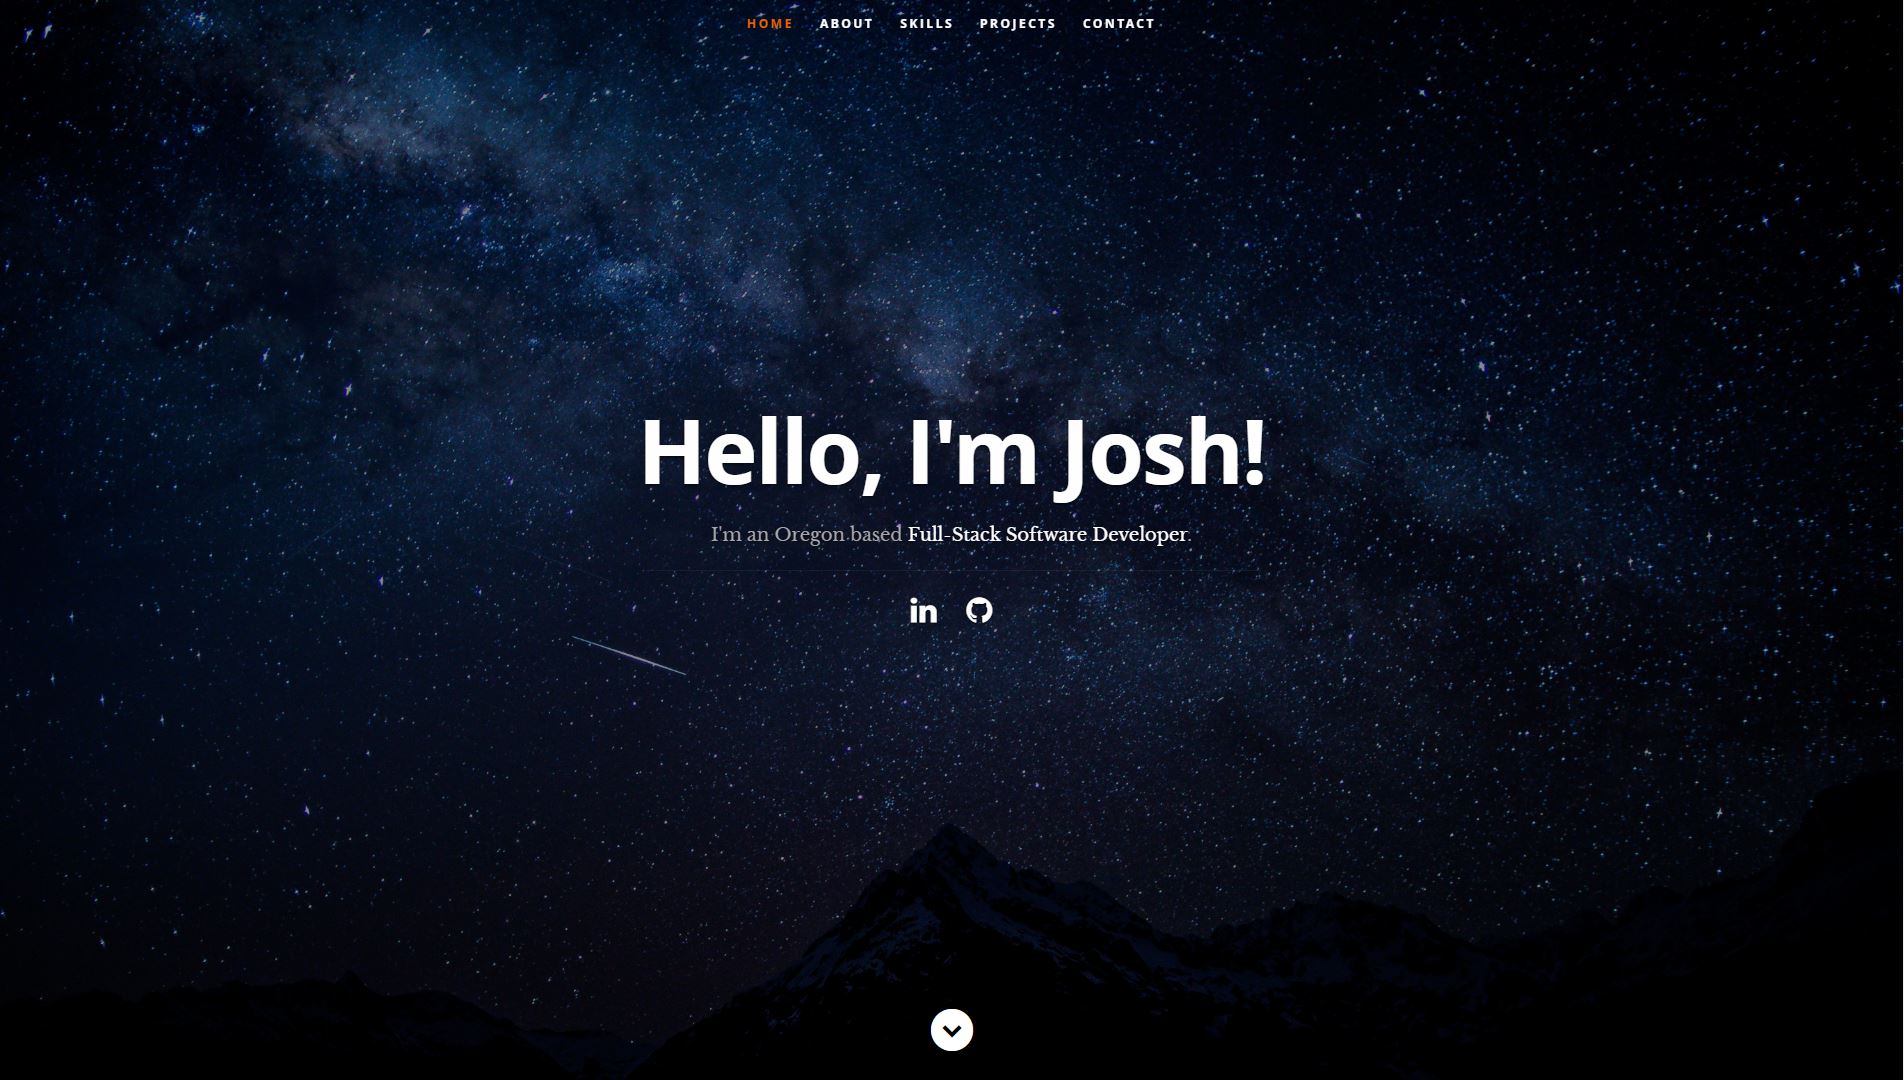 HOME ABOUT SKILLS PROJECTS CONTACT
Hello, I'm Josh!
I'm an Oregon based Full-Stack Software Developer.
in